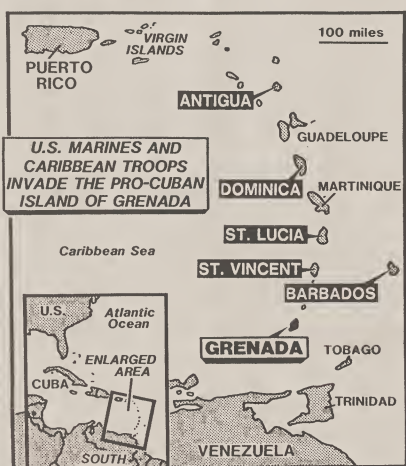 VIRGIN
ISLANDS
100 miles
PUERTO
RICO
ANTIGUA
GUADELOUPE
U.S. MARINES AND
CARIBBEAN TROOPS
INVADE THE PRO-CUBAN
ISLAND OF GRENADA
DOMINICA
MARTINIQUE
ST. LUCIA
Caribbean Sea
ST. VINCENT
BARBADOS
GRENADA
TOBAGO
TRINIDAD
VENEZUELA
U.S.
Atlantic
Ocean
ENLARGED
AREA
CUBA
SOUTH